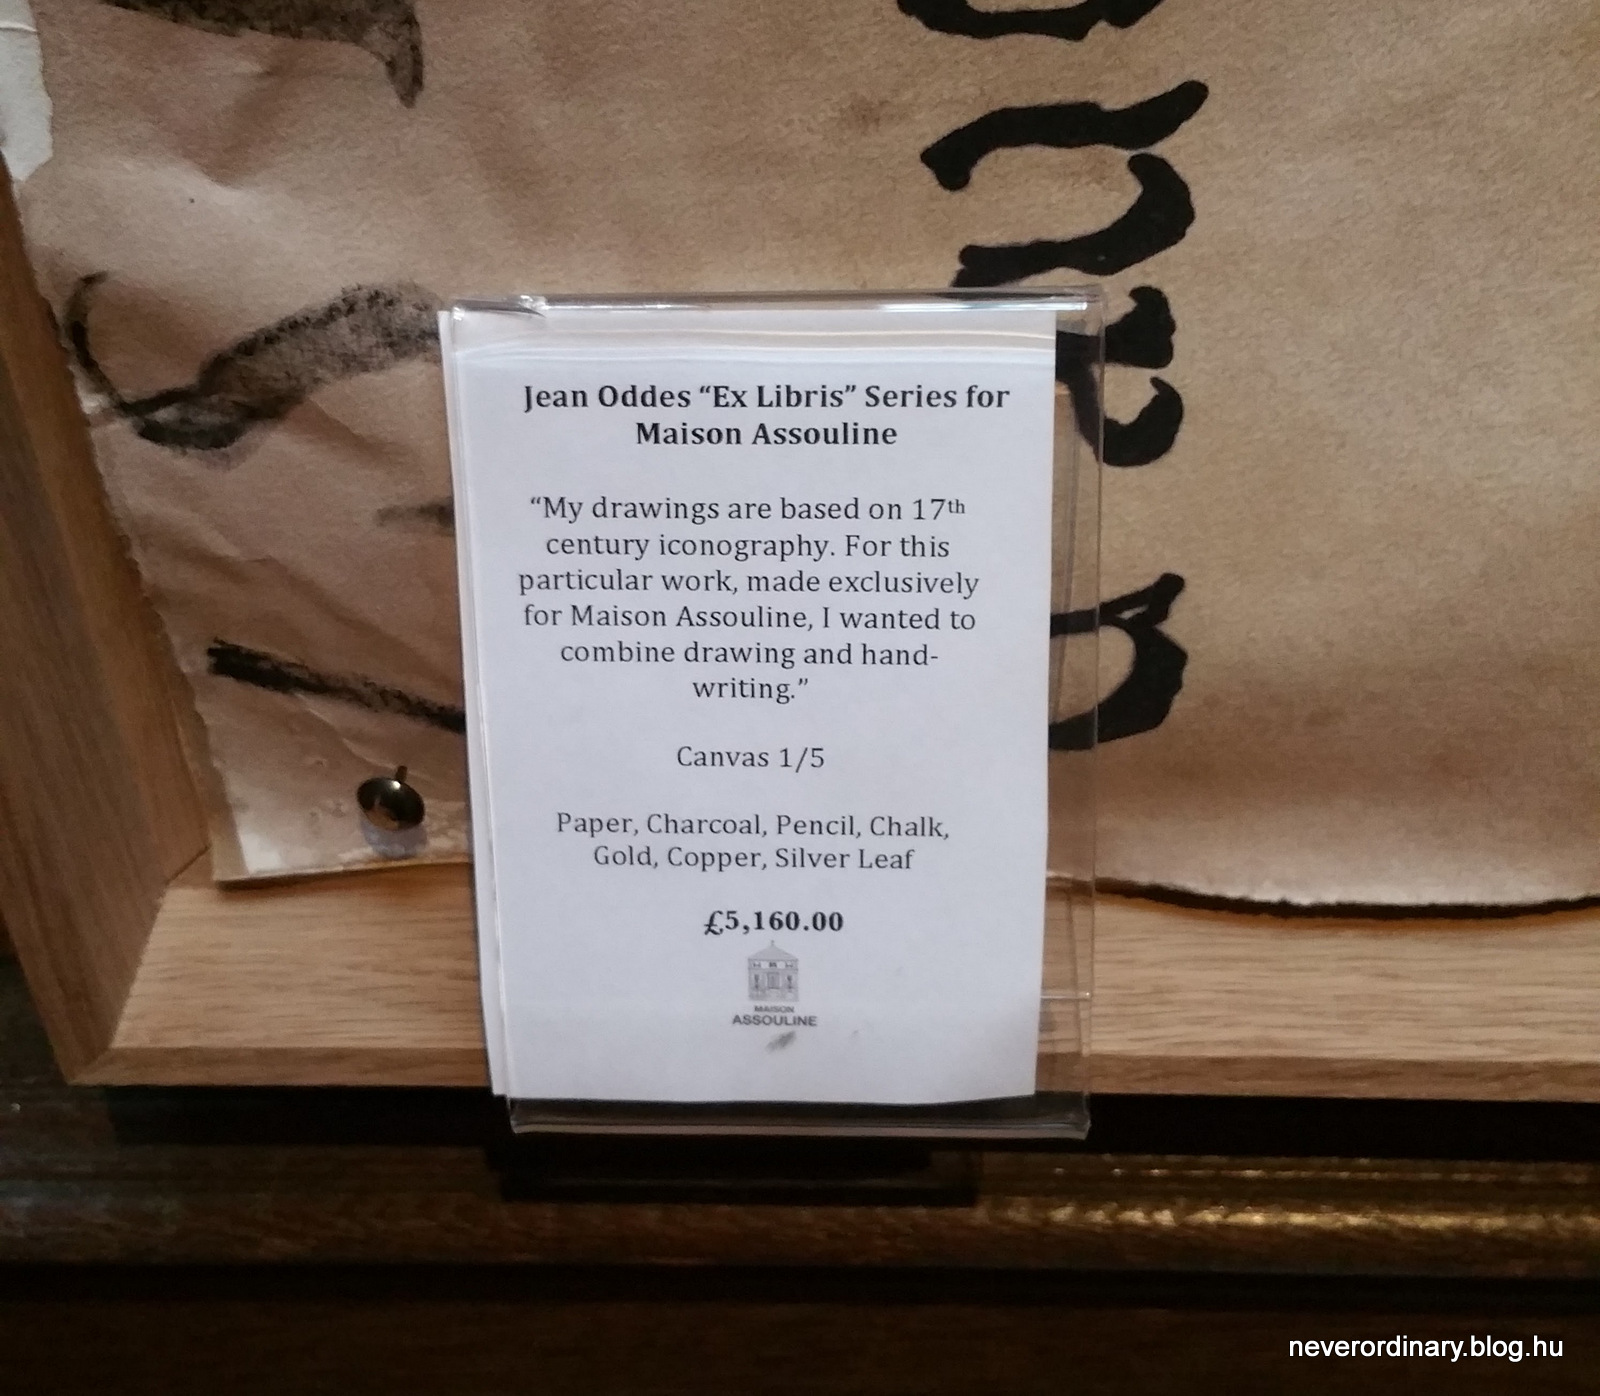 Jean Oddes “Ex Libris” Series for
Maison Assouline
“My drawings are based on 17th
century iconography. For this
particular work, made exclusively
for Maison Assouline, I wanted to
combine drawing and hand-
writing.”
Canvas 1/5
Paper, Charcoal, Pencil, Chalk,
Gold, Copper, Silver Leaf
£5,160.00
MAISON
ASSOULINE
neverordinary.blog.hu